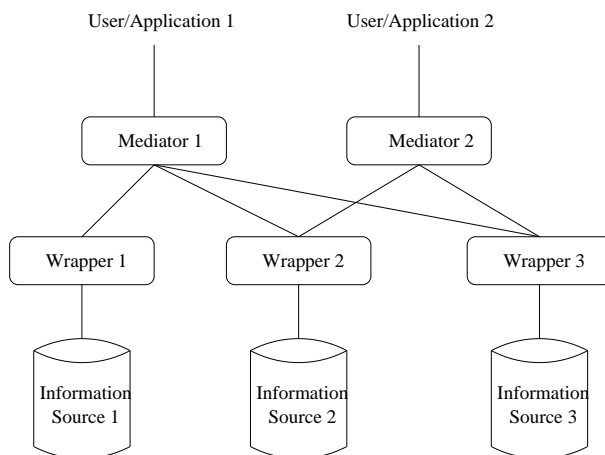 User/Application 1
User/Application 2
Mediator 1
Mediator 2
Wrapper 1
Wrapper 2
Wrapper 3
Information
Source 1
Information
Source 2
Information
Source 3